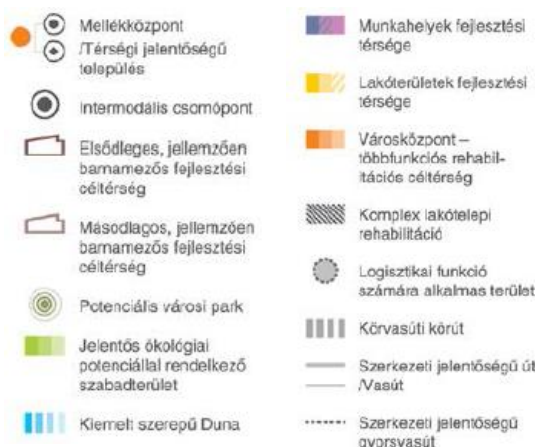 Mellékközpont
/Térségi jelentőségű
település
Intermodális csomópont
Elsődleges, jellemzően
barnamezős fejlesztési
céltérség
Másodlagos, jellemzően
barnamezős fejlesztési
céltérség
Potenciális városi park
Jelentős ökológiai
potenciállal rendelkező
szabadterület
Kiemelt szerepű Duna
Munkahelyek fejlesztési
térsége
Lakóterületek fejlesztési
térsége
Városközpont –
többfunkciós rehabi-
litációs céltérség
Komplex lakótelepi
rehabilitáció
Logisztikai funkció
számára alkalmas terület
Körvasúti körút
Szerkezeti jelentőségű út
/Vasút
Szerkezeti jelentőségű
gyorsvasút